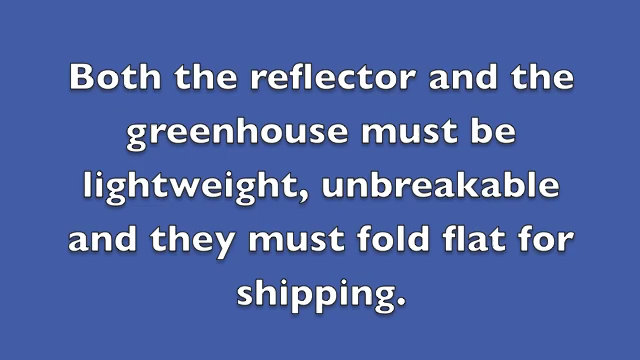 Both the reflector and the
greenhouse must be
lightweight, unbreakable
and they must fold flat for
shipping.